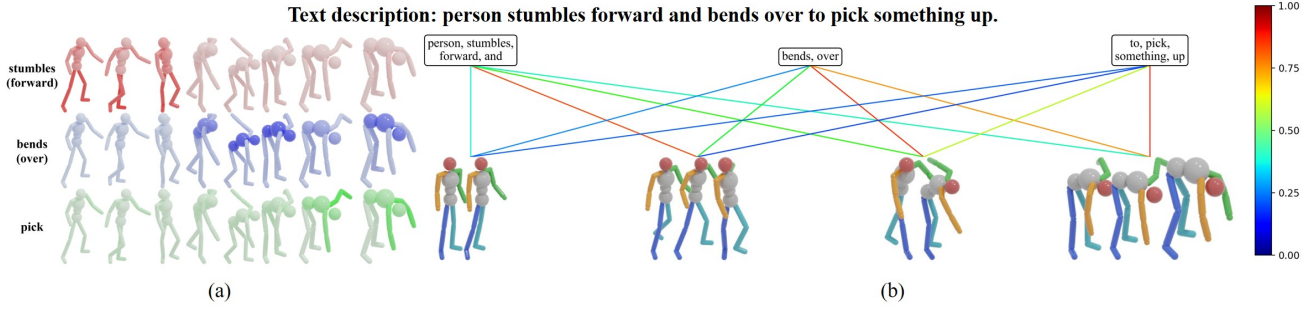 Text description: person stumbles forward and bends over to pick something up.
stumbles
(forward)
bends
(over)
pick
(a)
person, stumbles,
forward, and
bends, over
to, pick,
something, up
(b)
1.00
0.75
0.50
0.25
0.00